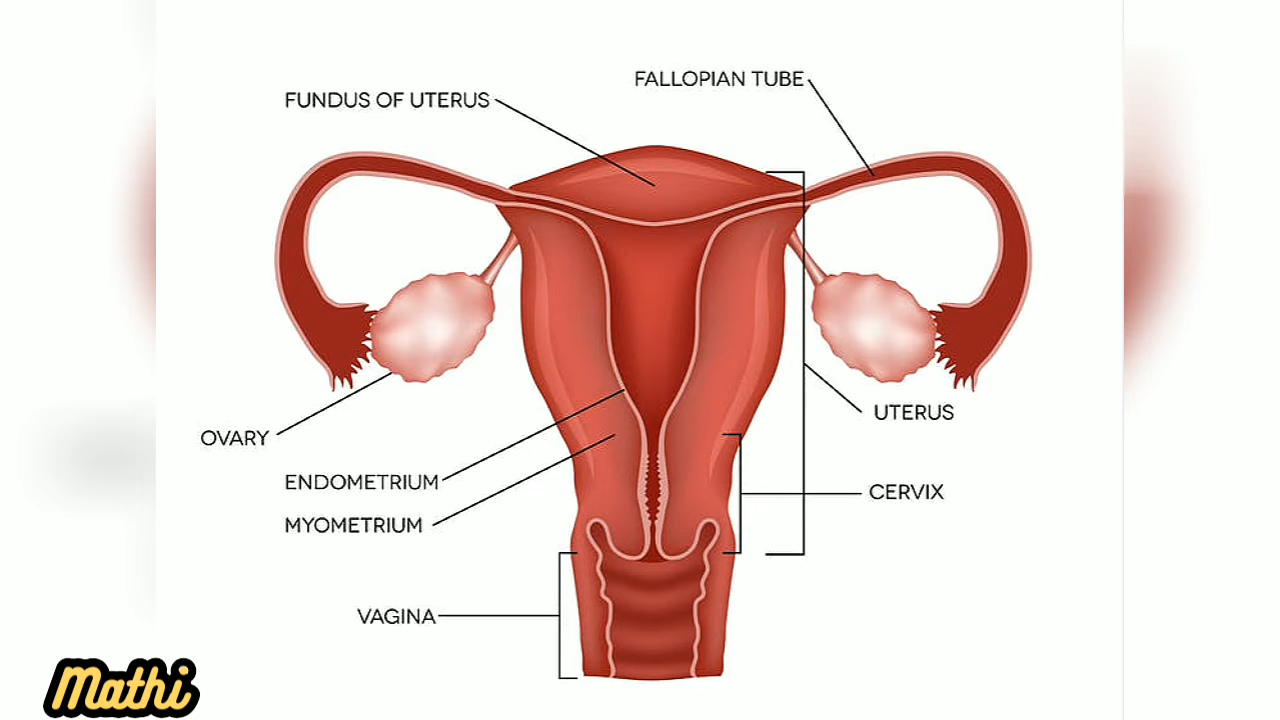 FALLOPIAN TUBE
FUNDUS OF UTERUS
UTERUS
OVARY
ENDOMETRIUM
CERVIX
MYOMETRIUM
VAGINA
Mathi